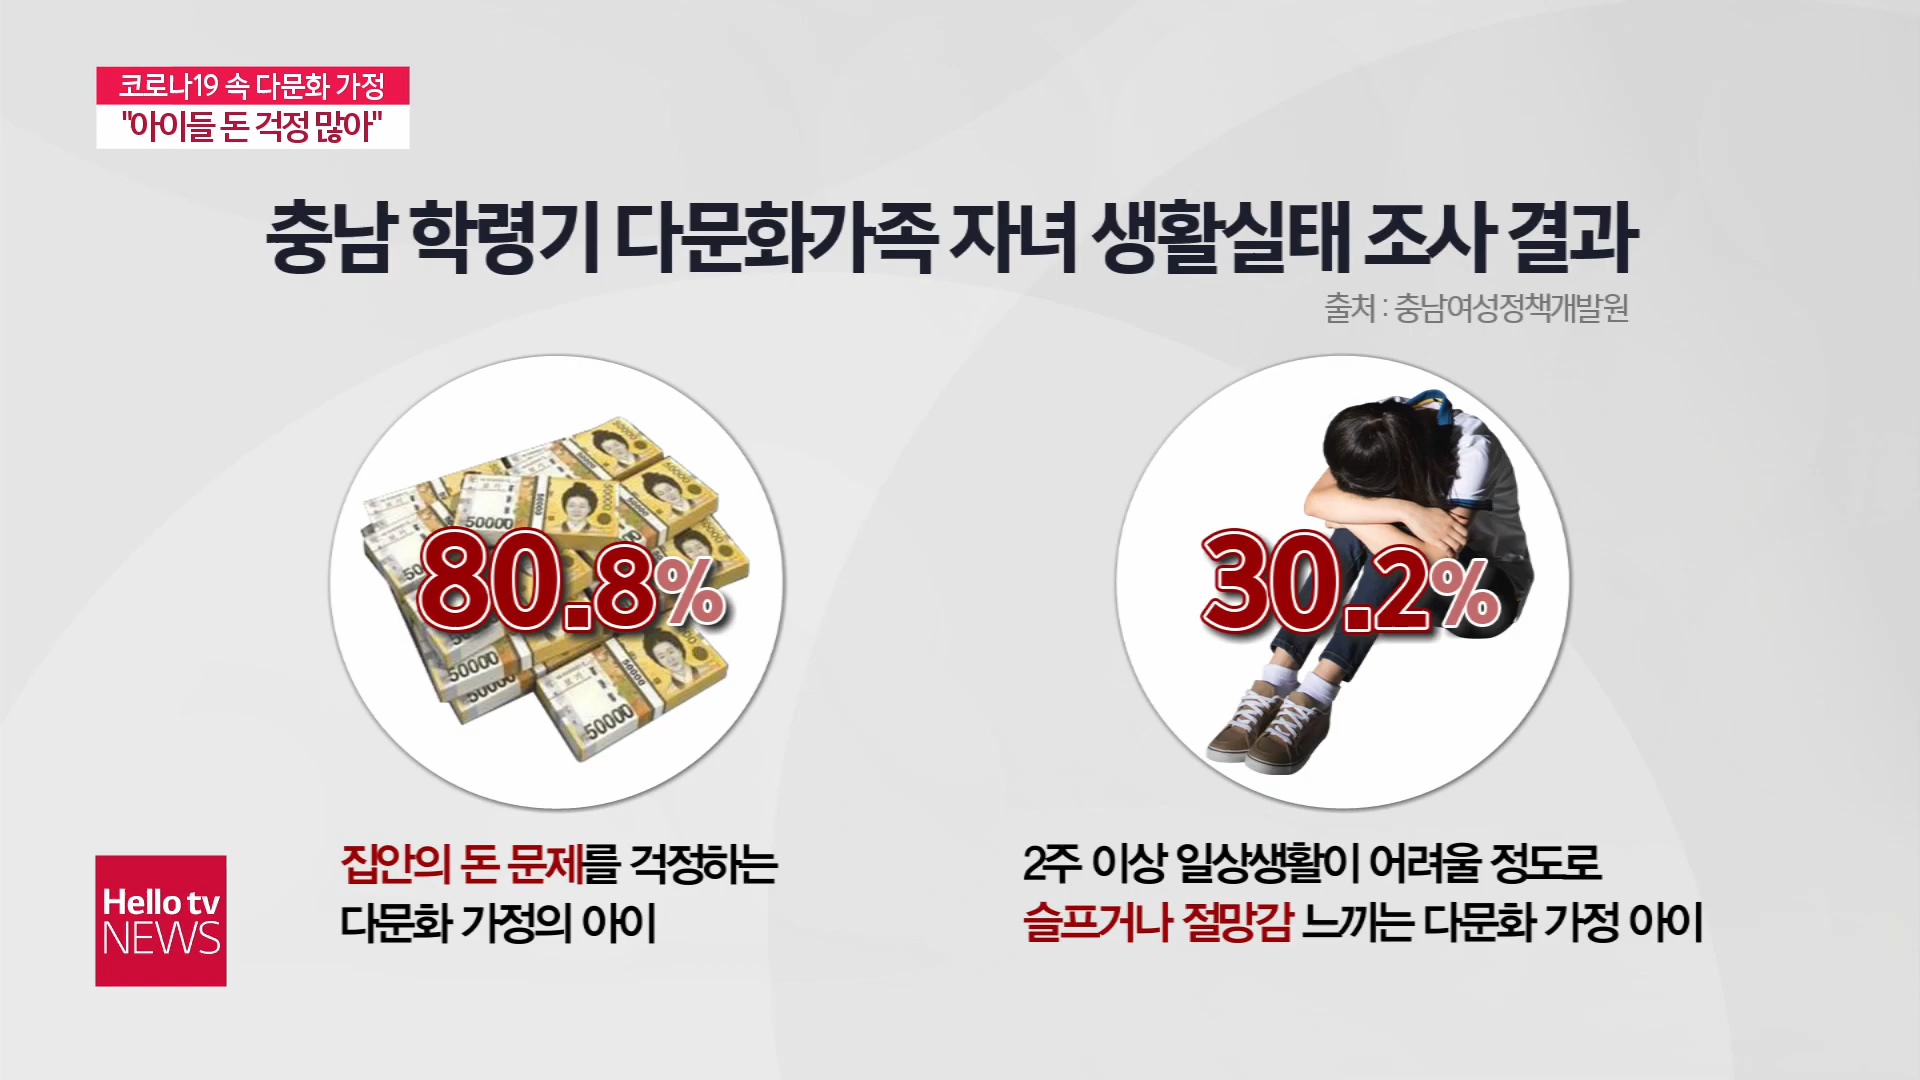 코로나19 속 다문화 가정
"아이들 돈 걱정 많아"
충남 학령기 다문화가족 자녀 생활실태 조사 결과
출처 : 충남여성정책개발원
50000
50000
50000
50000
50000
80.8%
30.2%
집안의 돈 문제를 걱정하는
다문화 가정의 아이
2주 이상 일상생활이 어려울 정도로
슬프거나 절망감 느끼는 다문화 가정 아이
Hello tv
NEWS